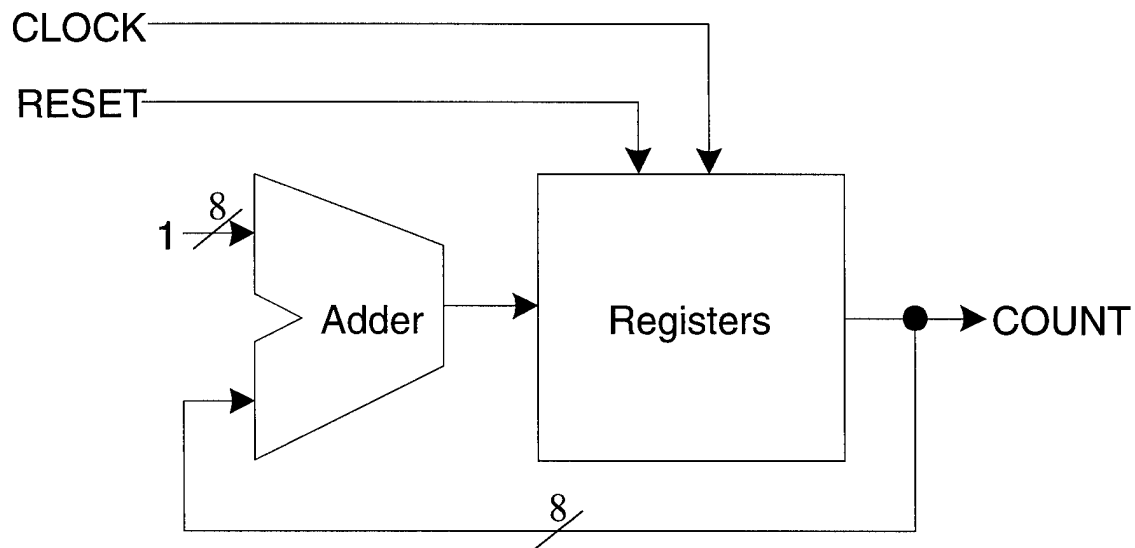 CLOCK
RESET
8
1
Adder
Registers
COUNT
8